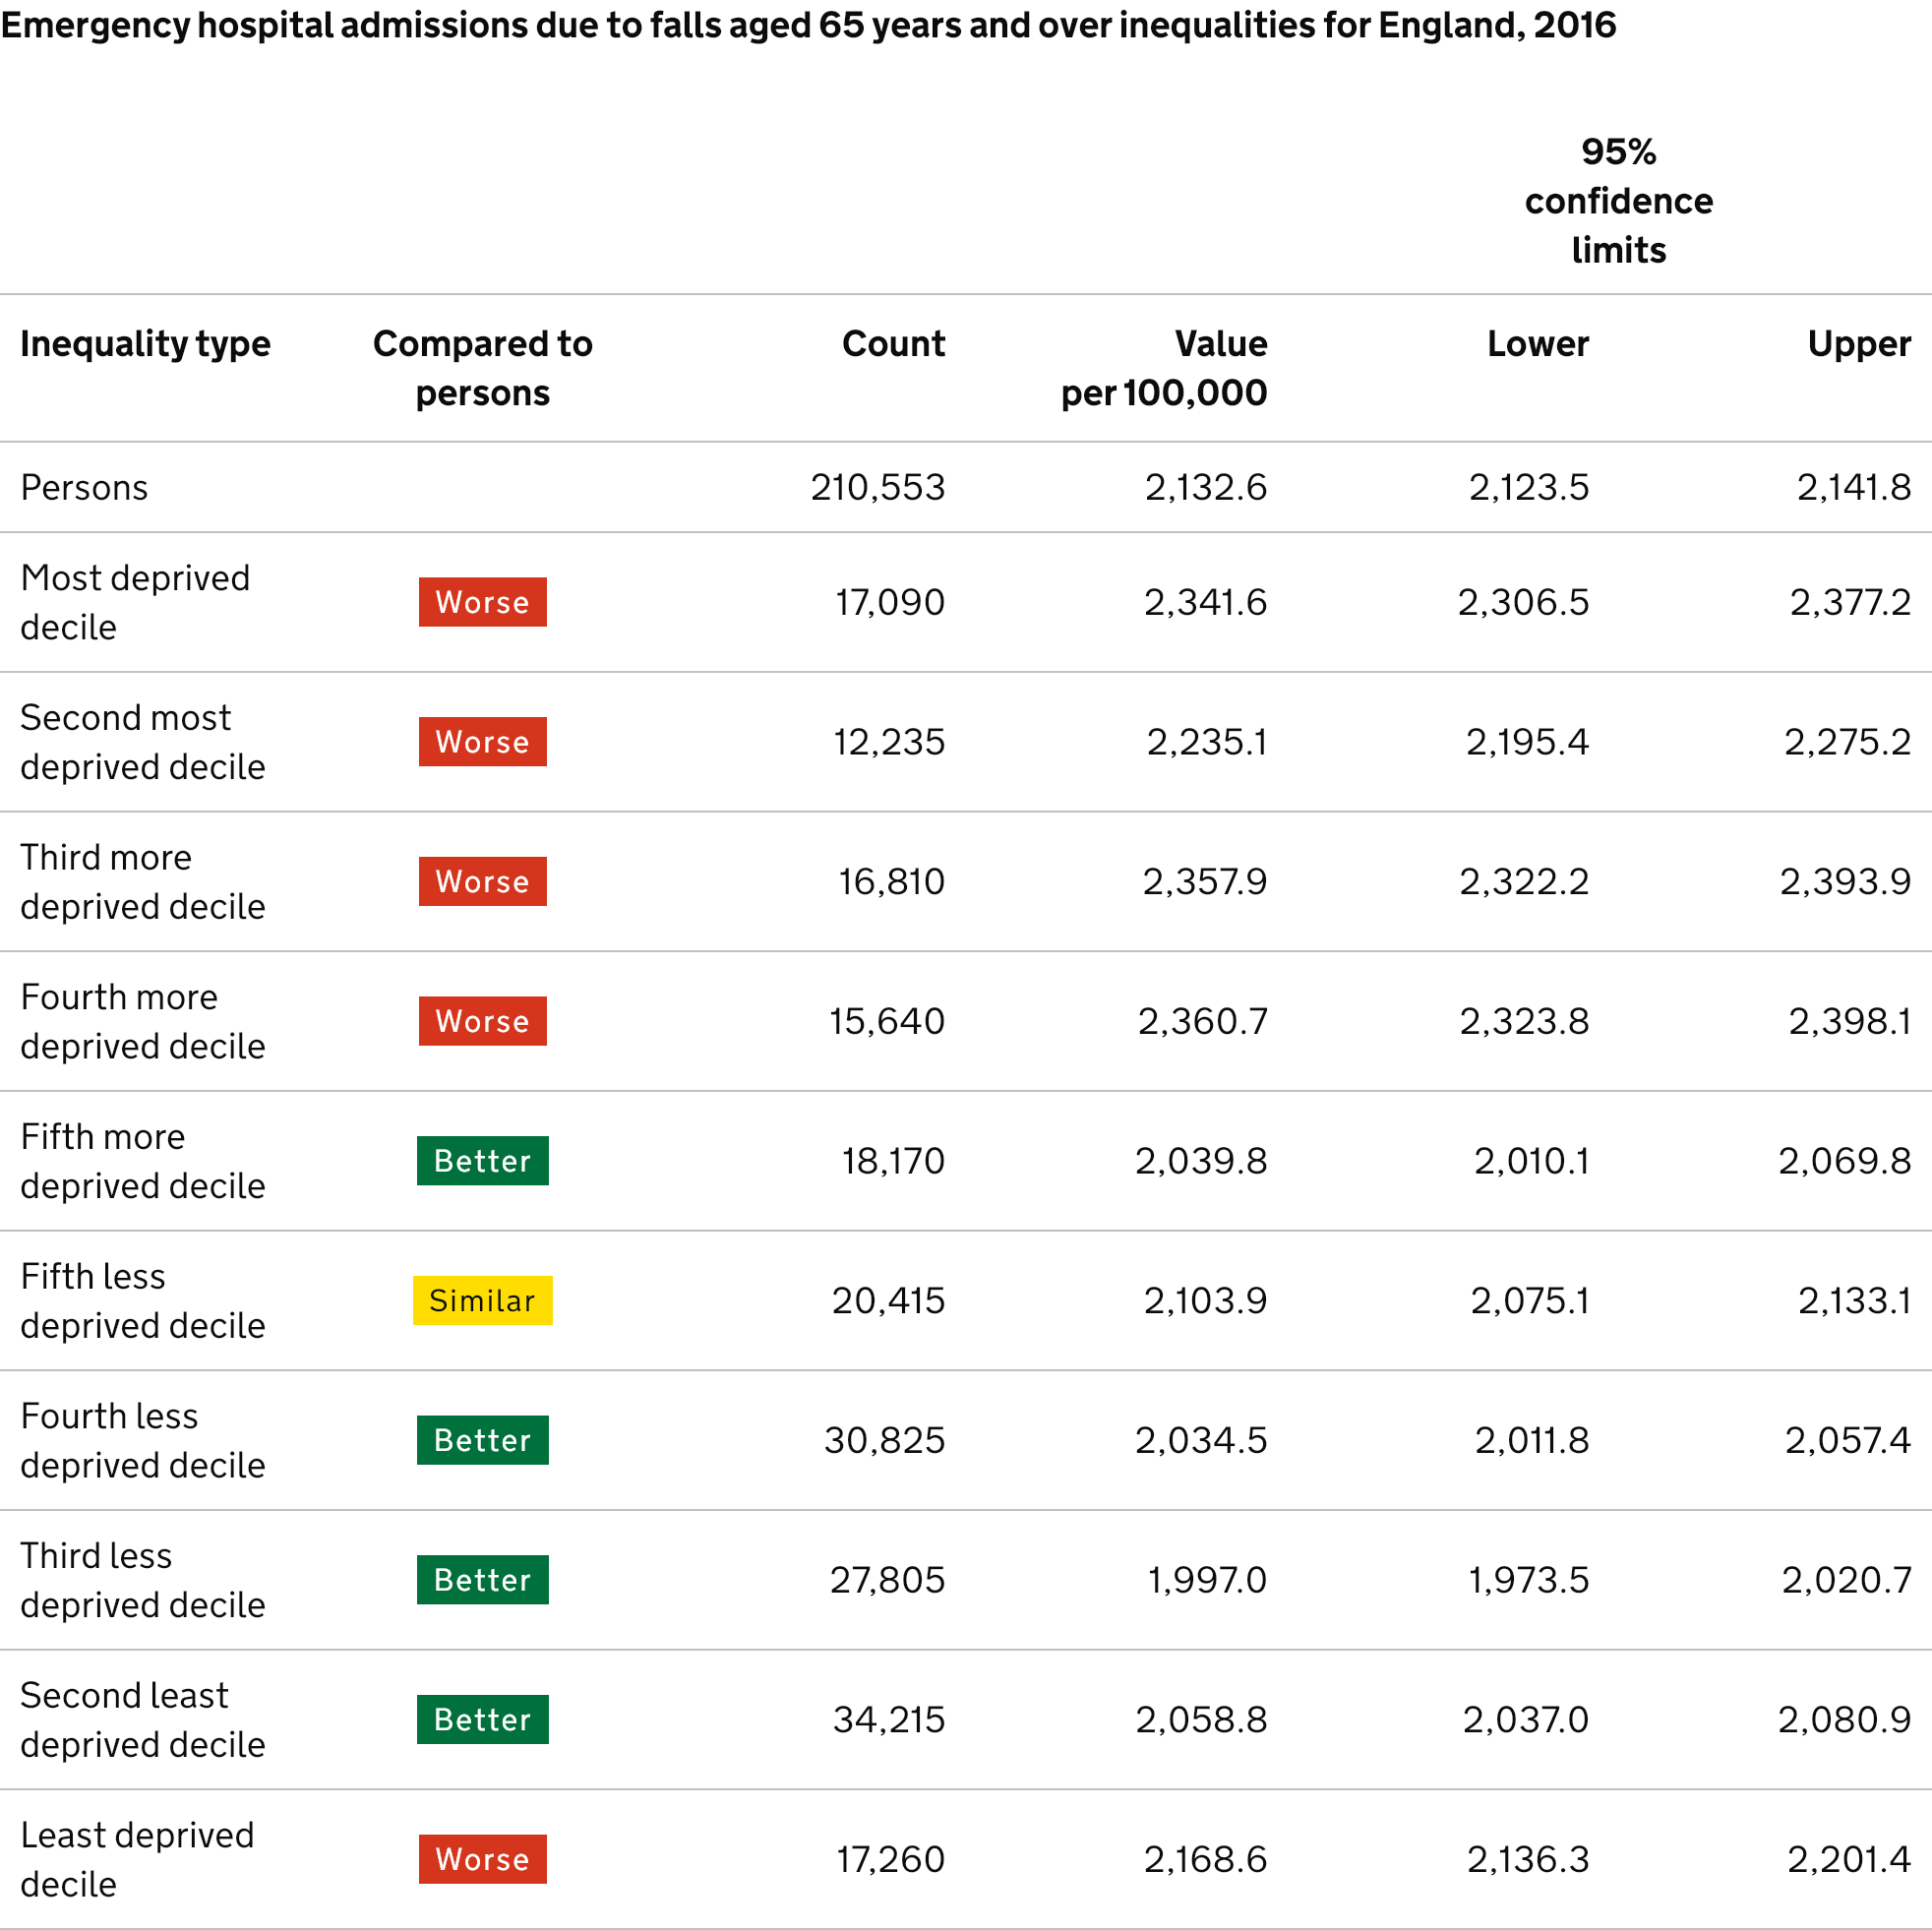 Emergency hospital admissions due to falls aged 65 years and over inequalities for England, 2016
95%
confidence
limits
Inequality type Compared to Count Value Lower Upper
persons per 100,000
Persons 210,553 2,132.6 2,123.5 2,141.8
Most deprived
decile Worse 17,090 2,341.6 2,306.5 2,377.2
Second most
deprived decile Worse 12,235 2,235.1 2,195.4 2,275.2
Third more
deprived decile Worse 16,810 2,357.9 2,322.2 2,393.9
Fourth more
deprived decile Worse 15,640 2,360.7 2,323.8 2,398.1
Fifth more
deprived decile Better 18,170 2,039.8 2,010.1 2,069.8
Fifth less
deprived decile Similar 20,415 2,103.9 2,075.1 2,133.1
Fourth less
deprived decile Better 30,825 2,034.5 2,011.8 2,057.4
Third less
deprived decile Better 27,805 1,997.0 1,973.5 2,020.7
Second least
deprived decile Better 34,215 2,058.8 2,037.0 2,080.9
Least deprived
decile Worse 17,260 2,168.6 2,136.3 2,201.4